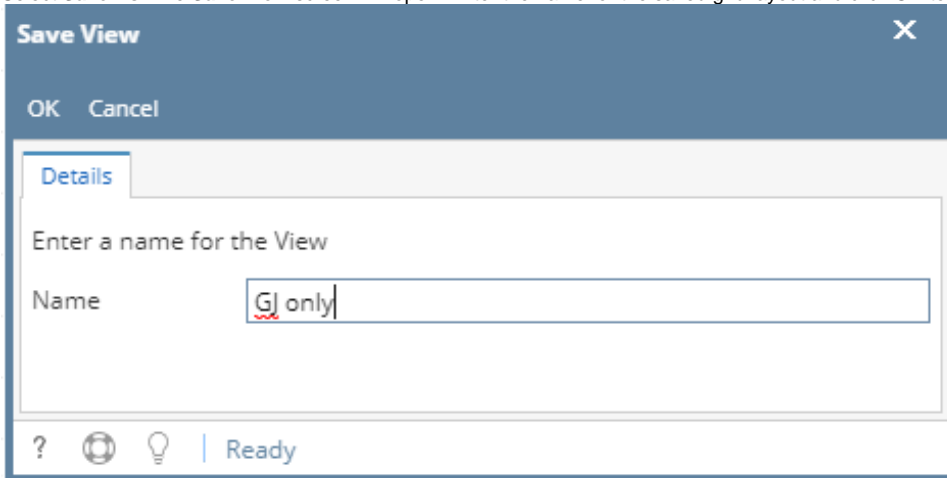 Save View
OK Cancel
Details
Enter a name for the View
Name GJ only
? Ready